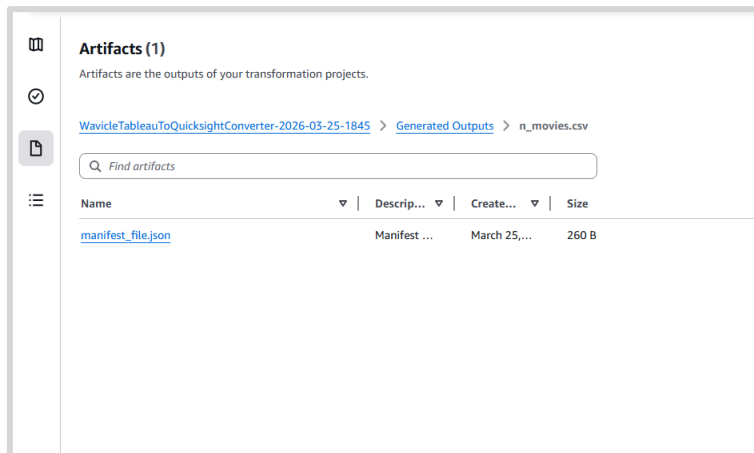 Artifacts (1)
Artifacts are the outputs of your transformation projects.
WavicleTableauToQuicksightConverter-2026-03-25-1845 > Generated Outputs > n_movies.csv
Find artifacts
Name Descrip... Create... Size
manifest_file.json Manifest ... March 25,... 260 B